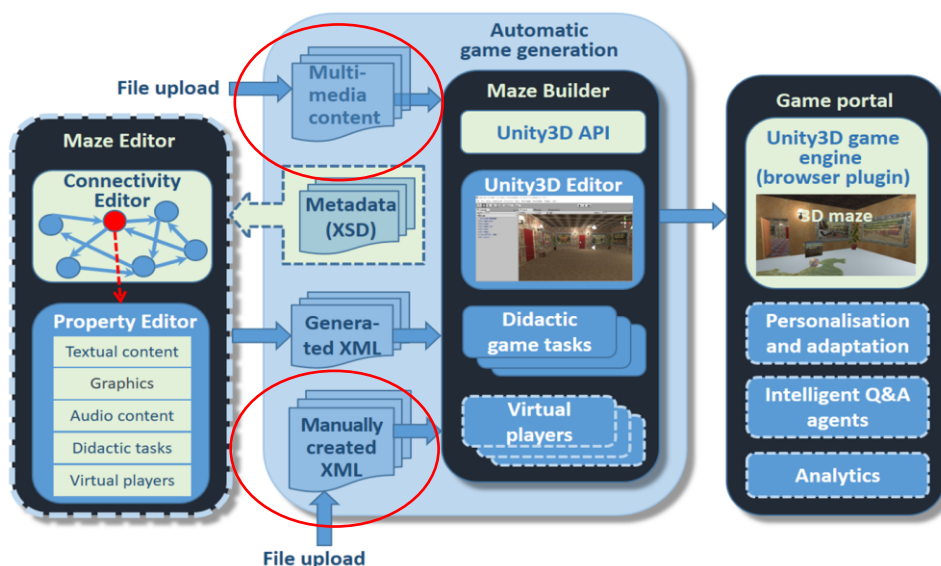 Automatic
game generation
File upload
Multi-
media
content
Maze Editor
Connectivity
Editor
Metadata
(XSD)
Property Editor
Textual content
Graphics
Audio content
Didactic tasks
Virtual players
Genera-
ted XML
Manually
created
XML
File upload
Maze Builder
Unity3D API
Unity3D Editor
Didactic
game tasks
Virtual
players
Game portal
Unity3D game
engine
(browser plugin)
3D maze
Personalisation
and adaptation
Intelligent Q&A
agents
Analytics